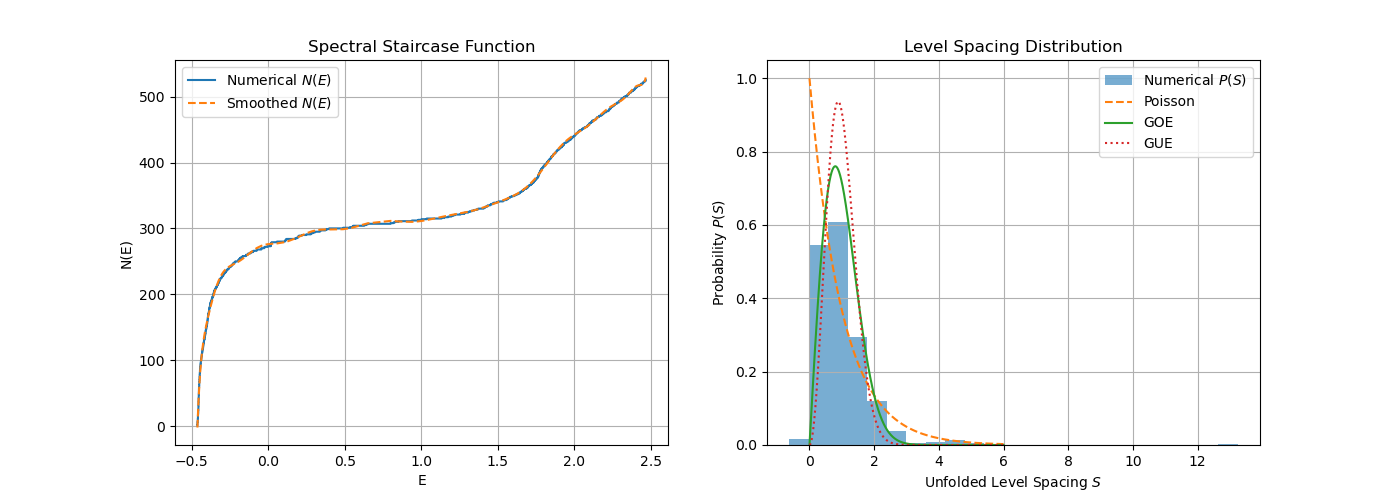 Spectral Staircase Function
Numerical N(E)
Smoothed N(E)
500
400
300
200
100
0
N(E)
−0.5 0.0 0.5 1.0 1.5 2.0 2.5
E
Level Spacing Distribution
Numerical P(S)
Poisson
GOE
GUE
1.0
0.8
0.6
0.4
0.2
0.0
Probability P(S)
0 2 4 6 8 10 12
Unfolded Level Spacing S